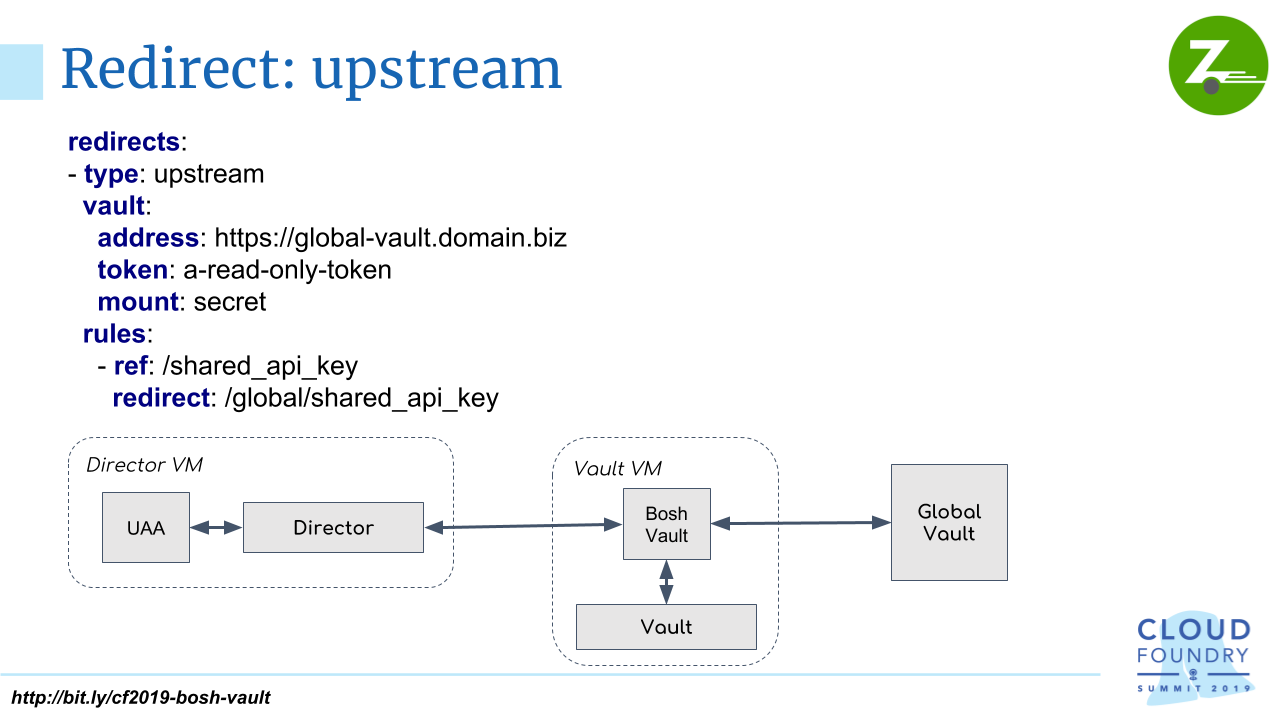 Redirect: upstream
Z
redirects:
- type: upstream
vault:
address: https://global-vault.domain.biz
token: a-read-only-token
mount: secret
rules:
- ref: /shared_api_key
redirect: /global/shared_api_key
Director VM
UAA
Director
Vault VM
Bosh
Vault
Vault
Global
Vault
CLOUD
FOUNDRY
SUMMIT 2019
http://bit.ly/cf2019-bosh-vault